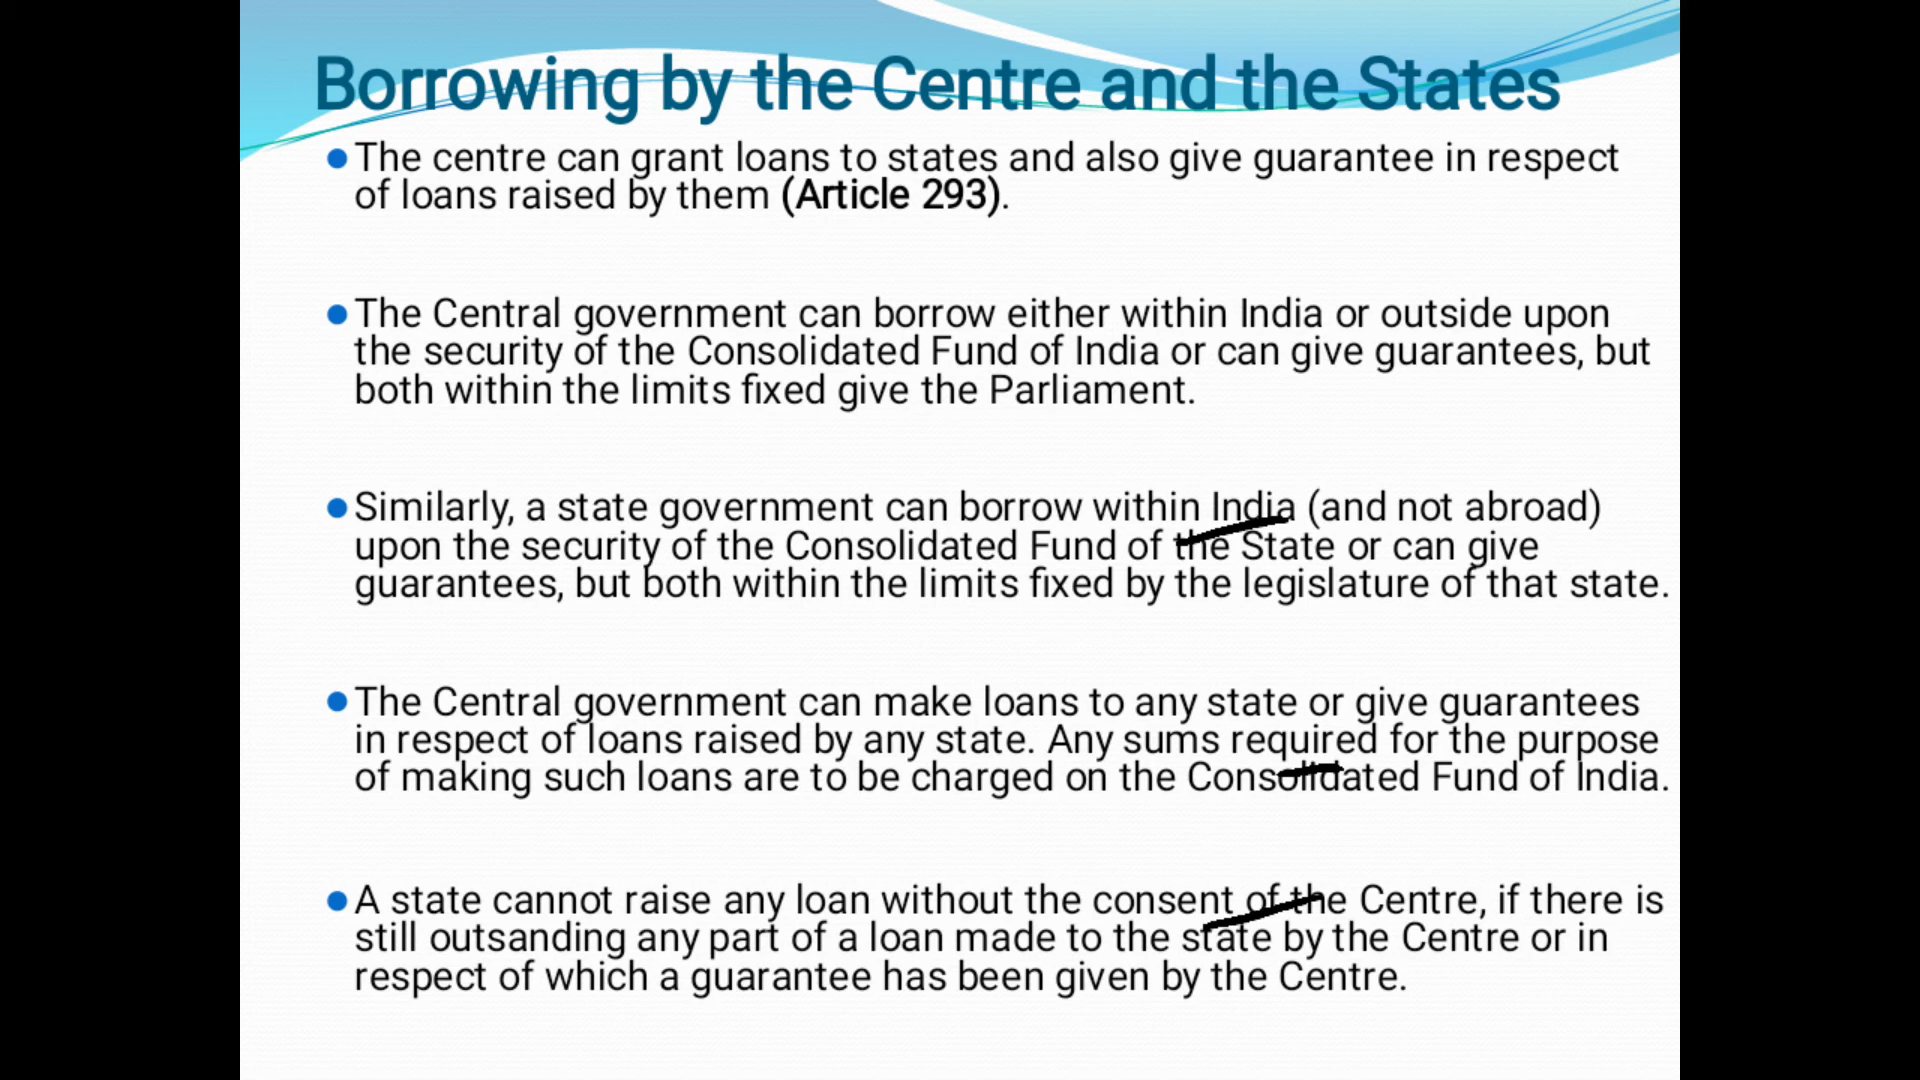 Borrowing by the Centre and the States
The centre can grant loans to states and also give guarantee in respect
of loans raised by them (Article 293).
The Central government can borrow either within India or outside upon
the security of the Consolidated Fund of India or can give guarantees, but
both within the limits fixed give the Parliament.
Similarly, a state government can borrow within India (and not abroad)
upon the security of the Consolidated Fund of the State or can give
guarantees, but both within the limits fixed by the legislature of that state.
The Central government can make loans to any state or give guarantees
in respect of loans raised by any state. Any sums required for the purpose
of making such loans are to be charged on the Consolidated Fund of India.
A state cannot raise any loan without the consent of the Centre, if there is
still outsanding any part of a loan made to the state by the Centre or in
respect of which a guarantee has been given by the Centre.